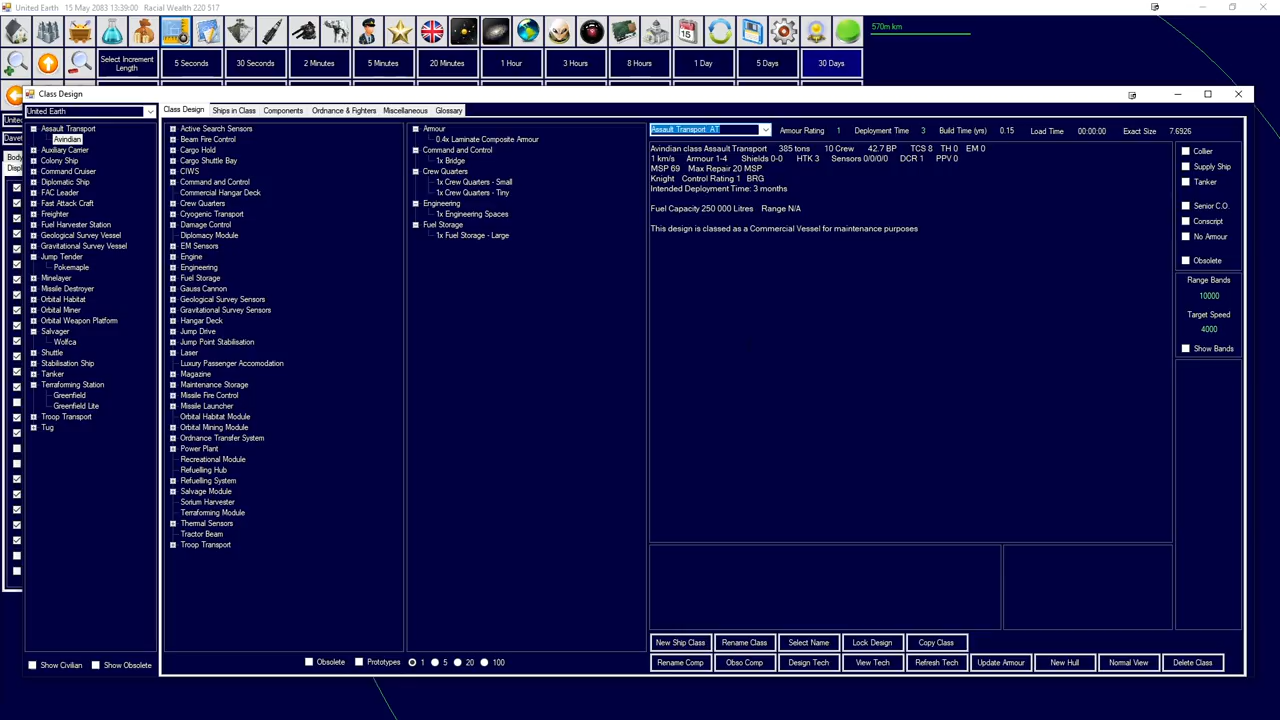 United Earth    15 May 2083 13:39:00    Racial Wealth 220 517
570m km
Select Increment Length
5 Seconds
30 Seconds
2 Minutes
5 Minutes
20 Minutes
1 Hour
3 Hours
8 Hours
1 Day
5 Days
30 Days
Class Design
United Earth
Assault Transport
Avindian
Auxiliary Carrier
Colony Ship
Command Cruiser
Diplomatic Ship
FAC Leader
Fast Attack Craft
Freighter
Fuel Harvester Station
Geological Survey Vessel
Gravitational Survey Vessel
Jump Tender
Pokemaple
Minelayer
Missile Destroyer
Orbital Habitat
Orbital Miner
Orbital Weapon Platform
Salvager
Wolfca
Shuttle
Stabilisation Ship
Tanker
Terraforming Station
Greenfield
Greenfield Lite
Troop Transport
Tug
Show Civilian
Show Obsolete
Class Design
Ships in Class
Components
Ordnance & Fighters
Miscellaneous
Glossary
Active Search Sensors
Beam Fire Control
Cargo Hold
Cargo Shuttle Bay
CIWS
Command and Control
Commercial Hangar Deck
Crew Quarters
Cryogenic Transport
Damage Control
Diplomacy Module
EM Sensors
Engine
Engineering
Fuel Storage
Gauss Cannon
Geological Survey Sensors
Gravitational Survey Sensors
Hangar Deck
Jump Drive
Jump Point Stabilisation
Laser
Luxury Passenger Accomodation
Magazine
Maintenance Storage
Missile Fire Control
Missile Launcher
Orbital Habitat Module
Orbital Mining Module
Ordnance Transfer System
Power Plant
Recreational Module
Refuelling Hub
Refuelling System
Salvage Module
Sorium Harvester
Terraforming Module
Thermal Sensors
Tractor Beam
Troop Transport
Obsolete
Prototypes
1
5
20
100
Armour
0.4x Laminate Composite Armour
Command and Control
1x Bridge
Crew Quarters
1x Crew Quarters - Small
1x Crew Quarters - Tiny
Engineering
1x Engineering Spaces
Fuel Storage
1x Fuel Storage - Large
Assault Transport  AT
Armour Rating    1    Deployment Time    3    Build Time (yrs)    0.15    Load Time    00:00:00    Exact Size    7.6926
Avindian class Assault Transport    385 tons    10 Crew    42.7 BP    TCS 8    TH 0    EM 0
1 km/s    Armour 1-4    Shields 0-0    HTK 3    Sensors 0/0/0/0    DCR 1    PPV 0
MSP 69    Max Repair 20 MSP
Knight    Control Rating 1    BRG
Intended Deployment Time: 3 months
Fuel Capacity 250 000 Litres    Range N/A
This design is classed as a Commercial Vessel for maintenance purposes
Collier
Supply Ship
Tanker
Senior C.O.
Conscript
No Armour
Obsolete
Range Bands
10000
Target Speed
4000
Show Bands
New Ship Class
Rename Class
Select Name
Lock Design
Copy Class
Rename Comp
Obso Comp
Design Tech
View Tech
Refresh Tech
Update Armour
New Hull
Normal View
Delete Class